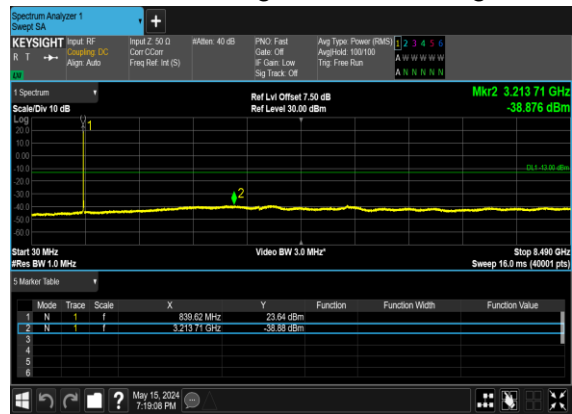 Spectrum Analyzer 1
Swept SA
+
KEYSIGHT Input: RF Input Z: 50 Ω #Atten: 40 dB PNO: Fast Avg Type: Power (RMS) 1 2 3 4 5 6
R T Coupling: DC Corr CCorr Gate: Off Avg|Hold: 100/100 A W W W W W
Align: Auto Freq Ref: Int (S) IF Gain: Low Trig: Free Run
Sig Track: Off A N N N N N
1 Spectrum Ref Lvl Offset 7.50 dB Mkr2 3.213 71 GHz
Scale/Div 10 dB Ref Level 30.00 dBm -38.876 dBm
Log
1
20.0
10.0
0.00
-10.0
DL1 -13.00 dBm
-20.0
-30.0
2
-40.0
-50.0
-60.0
Start 30 MHz Video BW 3.0 MHz* Stop 8.490 GHz
#Res BW 1.0 MHz Sweep 16.0 ms (40001 pts)
5 Marker Table
Mode Trace Scale X Y Function Function Width Function Value
1 N 1 f 839.62 MHz 23.64 dBm
2 N 1 f 3.213 71 GHz -38.88 dBm
3
4
5
6
? May 15, 2024
7:19:08 PM